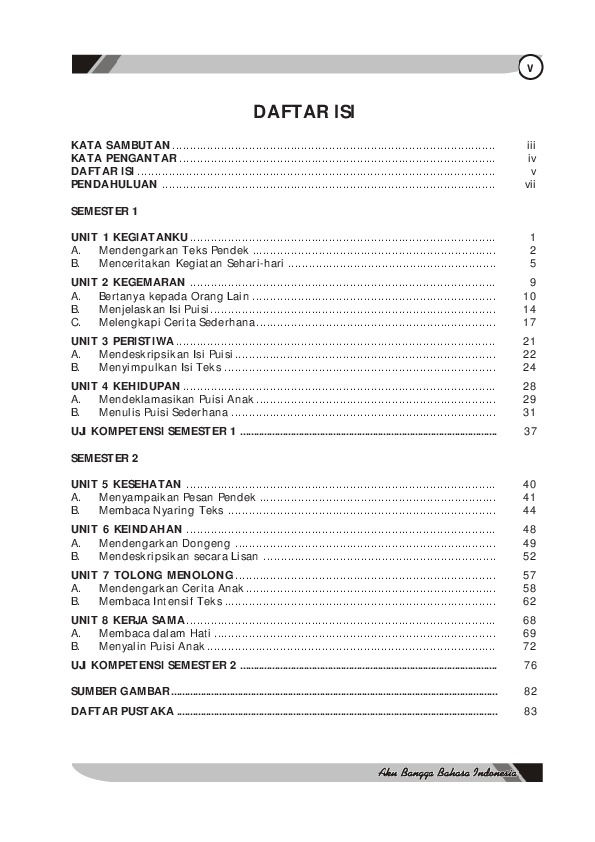 v
DAFTAR ISI
KATA SAMBUTAN ........ iii
KATA PENGANTAR ........ iv
DAFTAR ISI ........ v
PENDAHULUAN ........ vii
SEMESTER 1
UNIT 1 KEGIATANKU ........ 1
A. Mendengarkan Teks Pendek ........ 2
B. Menceritakan Kegiatan Sehari-hari ........ 5
UNIT 2 KEGEMARAN ........ 9
A. Bertanya kepada Orang Lain ........ 10
B. Menjelaskan Isi Puisi ........ 14
C. Melengkapi Cerita Sederhana ........ 17
UNIT 3 PERISTIWA ........ 21
A. Mendeskripsikan Isi Puisi ........ 22
B. Menyimpulkan Isi Teks ........ 24
UNIT 4 KEHIDUPAN ........ 28
A. Mendeklamasikan Puisi Anak ........ 29
B. Menulis Puisi Sederhana ........ 31
UJI KOMPETENSI SEMESTER 1 ........ 37
SEMESTER 2
UNIT 5 KESEHATAN ........ 40
A. Menyampaikan Pesan Pendek ........ 41
B. Membaca Nyaring Teks ........ 44
UNIT 6 KEINDAHAN ........ 48
A. Mendengarkan Dongeng ........ 49
B. Mendeskripsikan secara Lisan ........ 52
UNIT 7 TOLONG MENOLONG ........ 57
A. Mendengarkan Cerita Anak ........ 58
B. Membaca Intensif Teks ........ 62
UNIT 8 KERJA SAMA ........ 68
A. Membaca dalam Hati ........ 69
B. Menyalin Puisi Anak ........ 72
UJI KOMPETENSI SEMESTER 2 ........ 76
SUMBER GAMBAR ........ 82
DAFTAR PUSTAKA ........ 83
Aku Bangga Bahasa Indonesia